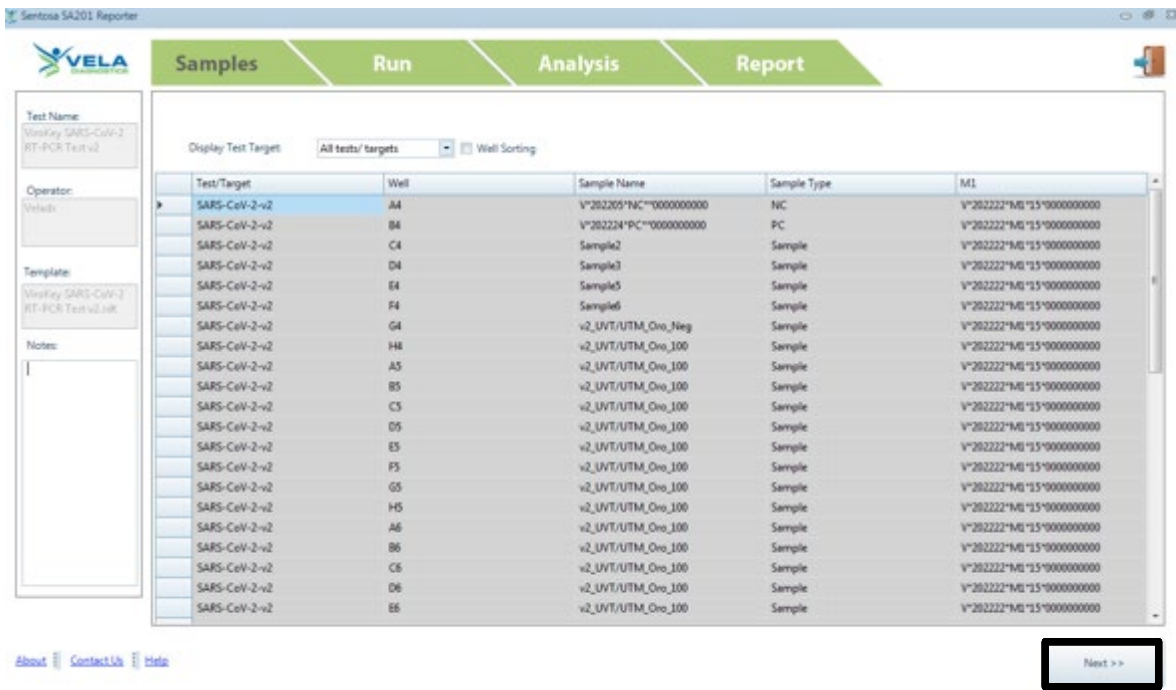 Sentosa SA201 Reporter
VELA
DIAGNOSTICS
Samples Run Analysis Report
Test Name:
ViroKey SARS-CoV-2
RT-PCR Test v2
Operator:
Veladx
Template:
ViroKey SARS-CoV-2
RT-PCR Test v2.rdt
Notes:
Display Test Target: All tests/ targets Well Sorting
Test/Target Well Sample Name Sample Type M1
SARS-CoV-2-v2 A4 V*202205*NC**0000000000 NC V*202222*M1*15*0000000000
SARS-CoV-2-v2 B4 V*202224*PC**0000000000 PC V*202222*M1*15*0000000000
SARS-CoV-2-v2 C4 Sample2 Sample V*202222*M1*15*0000000000
SARS-CoV-2-v2 D4 Sample3 Sample V*202222*M1*15*0000000000
SARS-CoV-2-v2 E4 Sample5 Sample V*202222*M1*15*0000000000
SARS-CoV-2-v2 F4 Sample6 Sample V*202222*M1*15*0000000000
SARS-CoV-2-v2 G4 v2_UVT/UTM_Oro_Neg Sample V*202222*M1*15*0000000000
SARS-CoV-2-v2 H4 v2_UVT/UTM_Oro_100 Sample V*202222*M1*15*0000000000
SARS-CoV-2-v2 A5 v2_UVT/UTM_Oro_100 Sample V*202222*M1*15*0000000000
SARS-CoV-2-v2 B5 v2_UVT/UTM_Oro_100 Sample V*202222*M1*15*0000000000
SARS-CoV-2-v2 C5 v2_UVT/UTM_Oro_100 Sample V*202222*M1*15*0000000000
SARS-CoV-2-v2 D5 v2_UVT/UTM_Oro_100 Sample V*202222*M1*15*0000000000
SARS-CoV-2-v2 E5 v2_UVT/UTM_Oro_100 Sample V*202222*M1*15*0000000000
SARS-CoV-2-v2 F5 v2_UVT/UTM_Oro_100 Sample V*202222*M1*15*0000000000
SARS-CoV-2-v2 G5 v2_UVT/UTM_Oro_100 Sample V*202222*M1*15*0000000000
SARS-CoV-2-v2 H5 v2_UVT/UTM_Oro_100 Sample V*202222*M1*15*0000000000
SARS-CoV-2-v2 A6 v2_UVT/UTM_Oro_100 Sample V*202222*M1*15*0000000000
SARS-CoV-2-v2 B6 v2_UVT/UTM_Oro_100 Sample V*202222*M1*15*0000000000
SARS-CoV-2-v2 C6 v2_UVT/UTM_Oro_100 Sample V*202222*M1*15*0000000000
SARS-CoV-2-v2 D6 v2_UVT/UTM_Oro_100 Sample V*202222*M1*15*0000000000
SARS-CoV-2-v2 E6 v2_UVT/UTM_Oro_100 Sample V*202222*M1*15*0000000000
About Contact Us Help Next >>